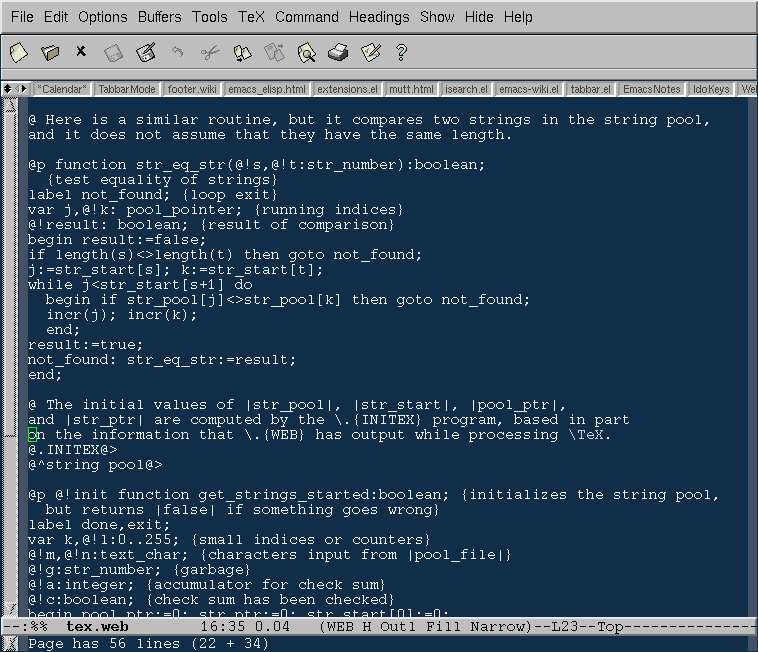 File Edit Options Buffers Tools TeX Command Headings Show Hide Help
*Calendar* TabbarMode footer.wiki emacs_elisp.html extensions.el mutt.html isearch.el emacs-wiki.el tabbar.el EmacsNotes IdoKeys We
@ Here is a similar routine, but it compares two strings in the string pool,
and it does not assume that they have the same length.
@p function str_eq_str(@!s,@!t:str_number):boolean;
{test equality of strings}
label not_found; {loop exit}
var j,@!k: pool_pointer; {running indices}
@!result: boolean; {result of comparison}
begin result:=false;
if length(s)<>length(t) then goto not_found;
j:=str_start[s]; k:=str_start[t];
while j<str_start[s+1] do
begin if str_pool[j]<>str_pool[k] then goto not_found;
incr(j); incr(k);
end;
result:=true;
not_found: str_eq_str:=result;
end;
@ The initial values of |str_pool|, |str_start|, |pool_ptr|,
and |str_ptr| are computed by the \.{INITEX} program, based in part
on the information that \.{WEB} has output while processing \TeX.
@.INITEX@>
@^string pool@>
@p @!init function get_strings_started:boolean; {initializes the string pool,
but returns |false| if something goes wrong}
label done,exit;
var k,@!l:0..255; {small indices or counters}
@!m,@!n:text_char; {characters input from |pool_file|}
@!g:str_number; {garbage}
@!a:integer; {accumulator for check sum}
@!c:boolean; {check sum has been checked}
begin pool_ptr:=0; str_ptr:=0; str_start[0]:=0;
--:%% tex.web 16:35 0.04 (WEB H Outl Fill Narrow)--L23--Top---------------
Page has 56 lines (22 + 34)